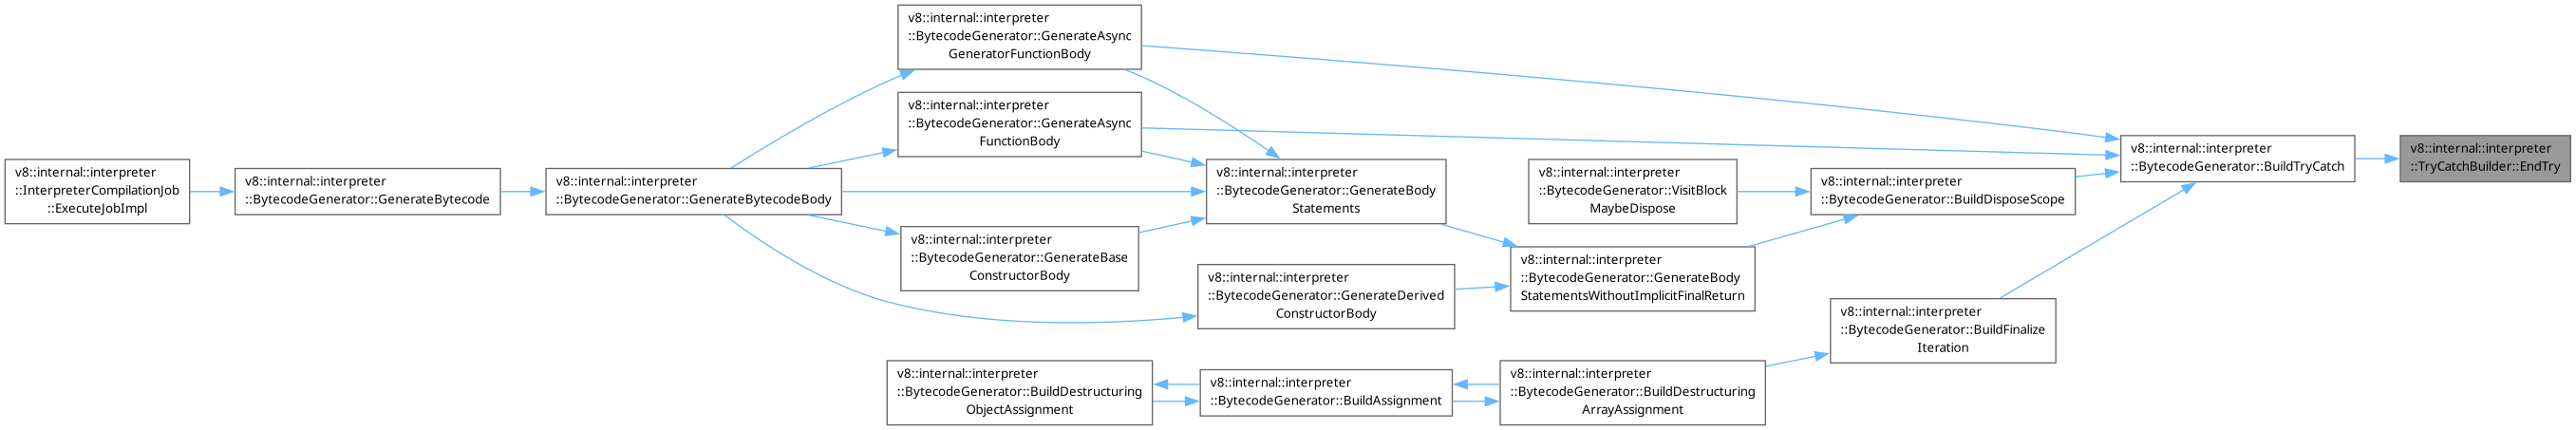 v8::internal::interpreter
::InterpreterCompilationJob
::ExecuteJobImpl
v8::internal::interpreter
::BytecodeGenerator::GenerateBytecode
v8::internal::interpreter
::BytecodeGenerator::GenerateBytecodeBody
v8::internal::interpreter
::BytecodeGenerator::GenerateAsync
GeneratorFunctionBody
v8::internal::interpreter
::BytecodeGenerator::GenerateAsync
FunctionBody
v8::internal::interpreter
::BytecodeGenerator::GenerateBase
ConstructorBody
v8::internal::interpreter
::BytecodeGenerator::BuildDestructuring
ObjectAssignment
v8::internal::interpreter
::BytecodeGenerator::GenerateBody
Statements
v8::internal::interpreter
::BytecodeGenerator::GenerateDerived
ConstructorBody
v8::internal::interpreter
::BytecodeGenerator::BuildAssignment
v8::internal::interpreter
::BytecodeGenerator::VisitBlock
MaybeDispose
v8::internal::interpreter
::BytecodeGenerator::GenerateBody
StatementsWithoutImplicitFinalReturn
v8::internal::interpreter
::BytecodeGenerator::BuildDestructuring
ArrayAssignment
v8::internal::interpreter
::BytecodeGenerator::BuildDisposeScope
v8::internal::interpreter
::BytecodeGenerator::BuildFinalize
Iteration
v8::internal::interpreter
::BytecodeGenerator::BuildTryCatch
v8::internal::interpreter
::TryCatchBuilder::EndTry